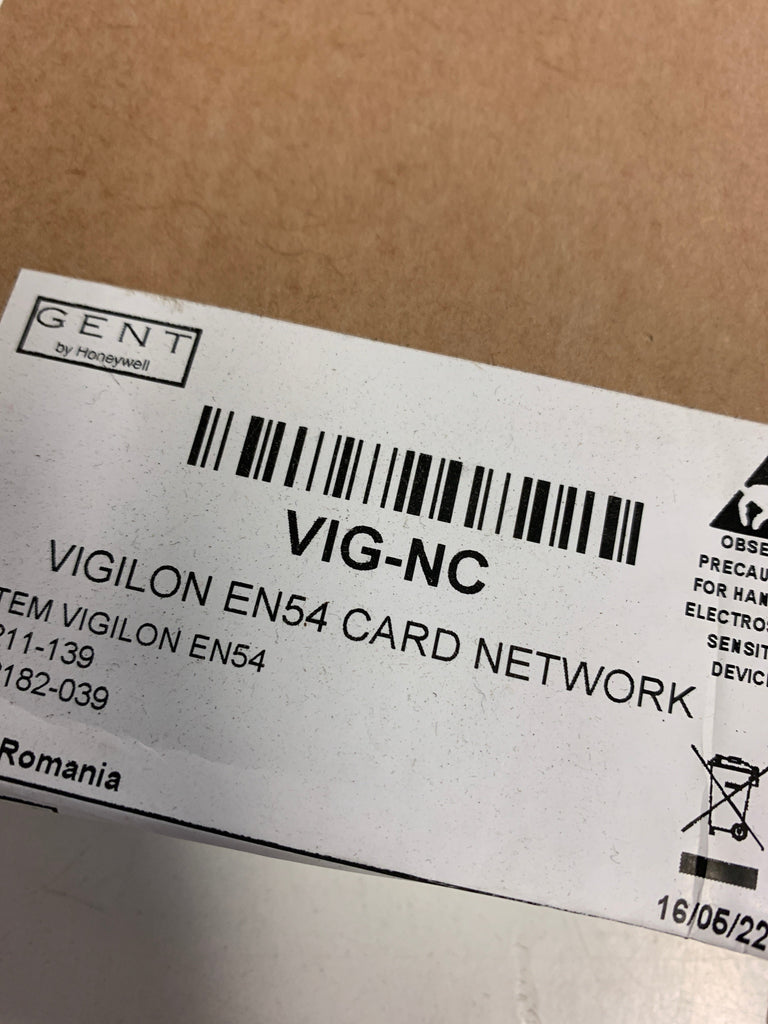 GENT
by Honeywell
VIG-NC
VIGILON EN54 CARD NETWORK
TEM VIGILON EN54
211-139
182-039
Romania
OBSE
PRECAU
FOR HAN
ELECTROS
SENSIT
DEVIC
16/05/22